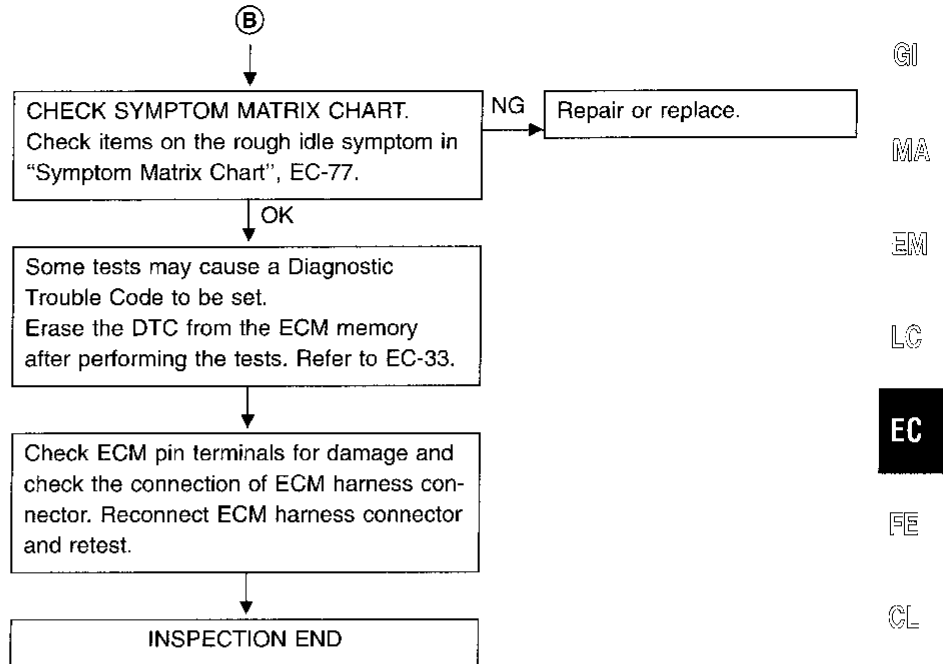 B
CHECK SYMPTOM MATRIX CHART.
Check items on the rough idle symptom in
“Symptom Matrix Chart”, EC-77.
NG
Repair or replace.
OK
Some tests may cause a Diagnostic
Trouble Code to be set.
Erase the DTC from the ECM memory
after performing the tests. Refer to EC-33.
Check ECM pin terminals for damage and
check the connection of ECM harness con-
nector. Reconnect ECM harness connector
and retest.
INSPECTION END
GI
MA
EM
LC
EC
FE
CL